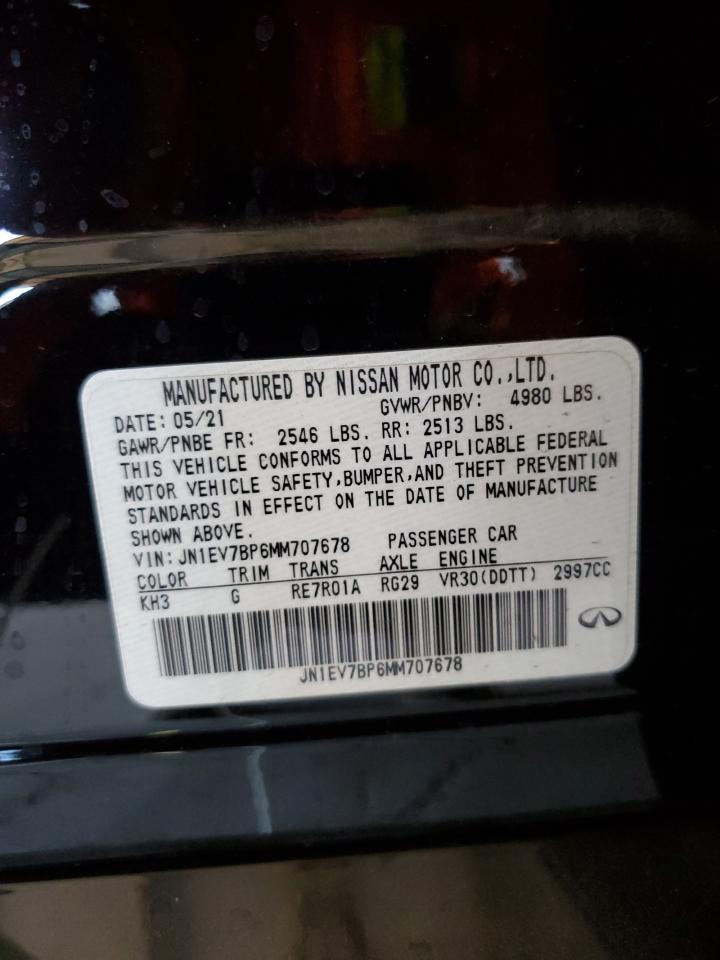 MANUFACTURED BY NISSAN MOTOR CO.,LTD.
DATE: 05/21 GVWR/PNBV: 4980 LBS.
GAWR/PNBE FR: 2546 LBS. RR: 2513 LBS.
THIS VEHICLE CONFORMS TO ALL APPLICABLE FEDERAL
MOTOR VEHICLE SAFETY,BUMPER,AND THEFT PREVENTION
STANDARDS IN EFFECT ON THE DATE OF MANUFACTURE
SHOWN ABOVE.
VIN: JN1EV7BP6MM707678 PASSENGER CAR
COLOR TRIM TRANS AXLE ENGINE
KH3 G RE7R01A RG29 VR30(DDTT) 2997CC
JN1EV7BP6MM707678